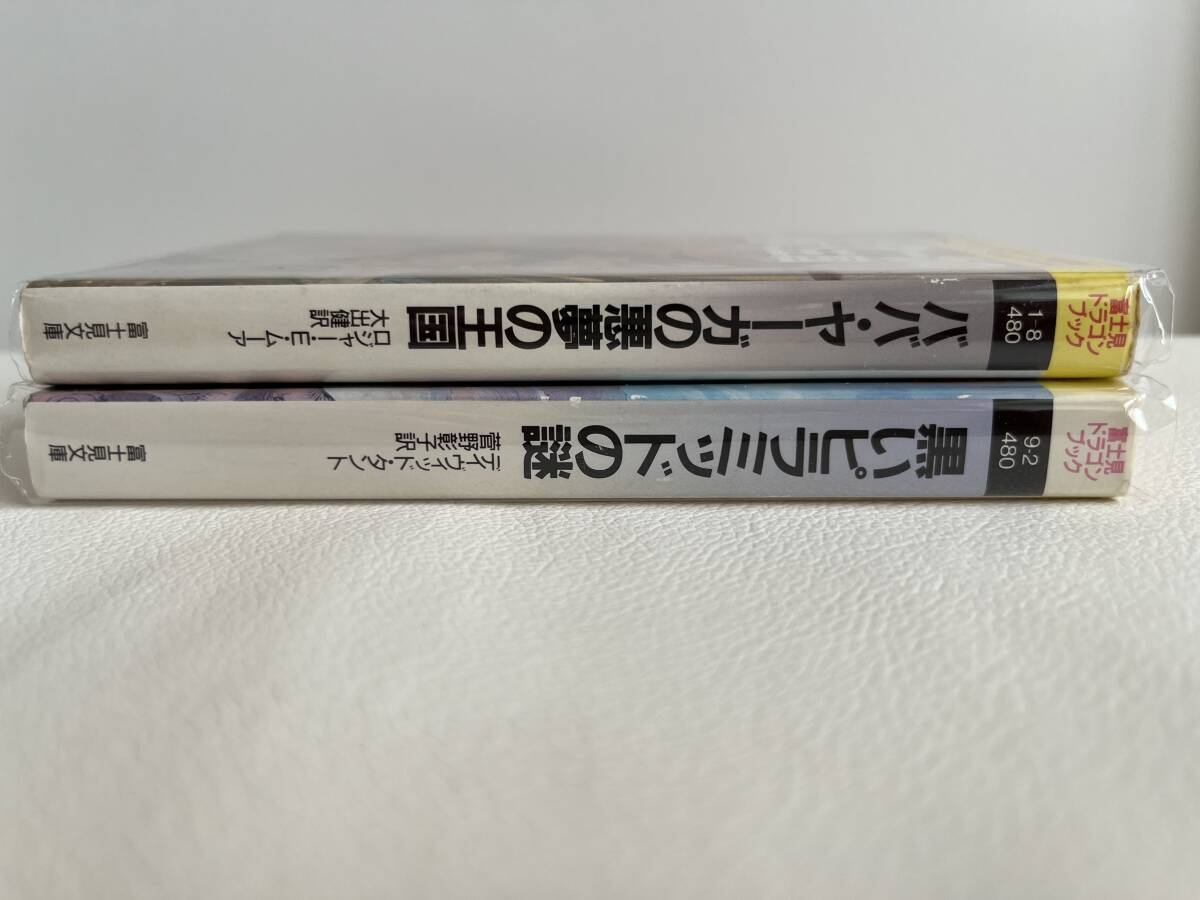 富士見
ドラゴン
ブック
1-8
480
ババ・ヤーガの悪夢の王国
ロジャー・E・ムーア
大出健訳
富士見文庫
富士見
ドラゴン
ブック
9-2
480
黒いピラミッドの謎
デイヴィッド・タント
菅野彰子訳
富士見文庫